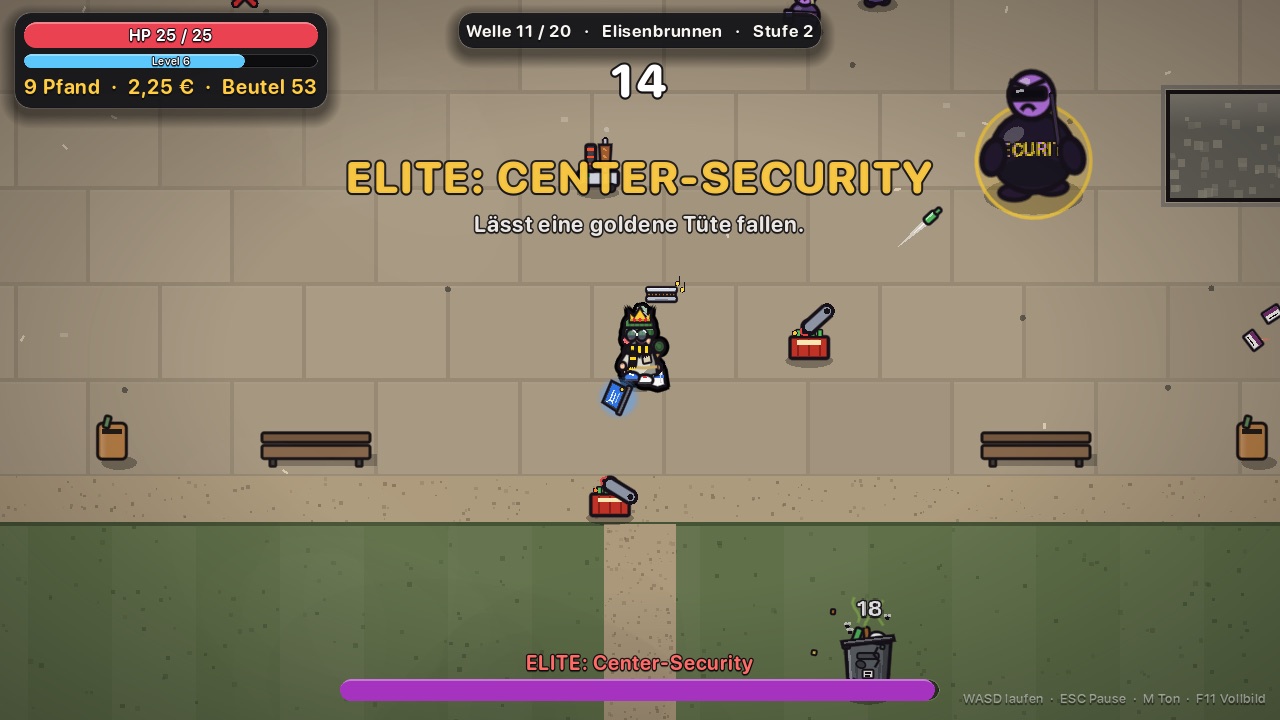 HP 25 / 25
Level 6
9 Pfand · 2,25 € · Beutel 53
Welle 11 / 20 · Elisenbrunnen · Stufe 2
14
ELITE: CENTER-SECURITY
Lässt eine goldene Tüte fallen.
18
ELITE: Center-Security
WASD laufen · ESC Pause · M Ton · F11 Vollbild